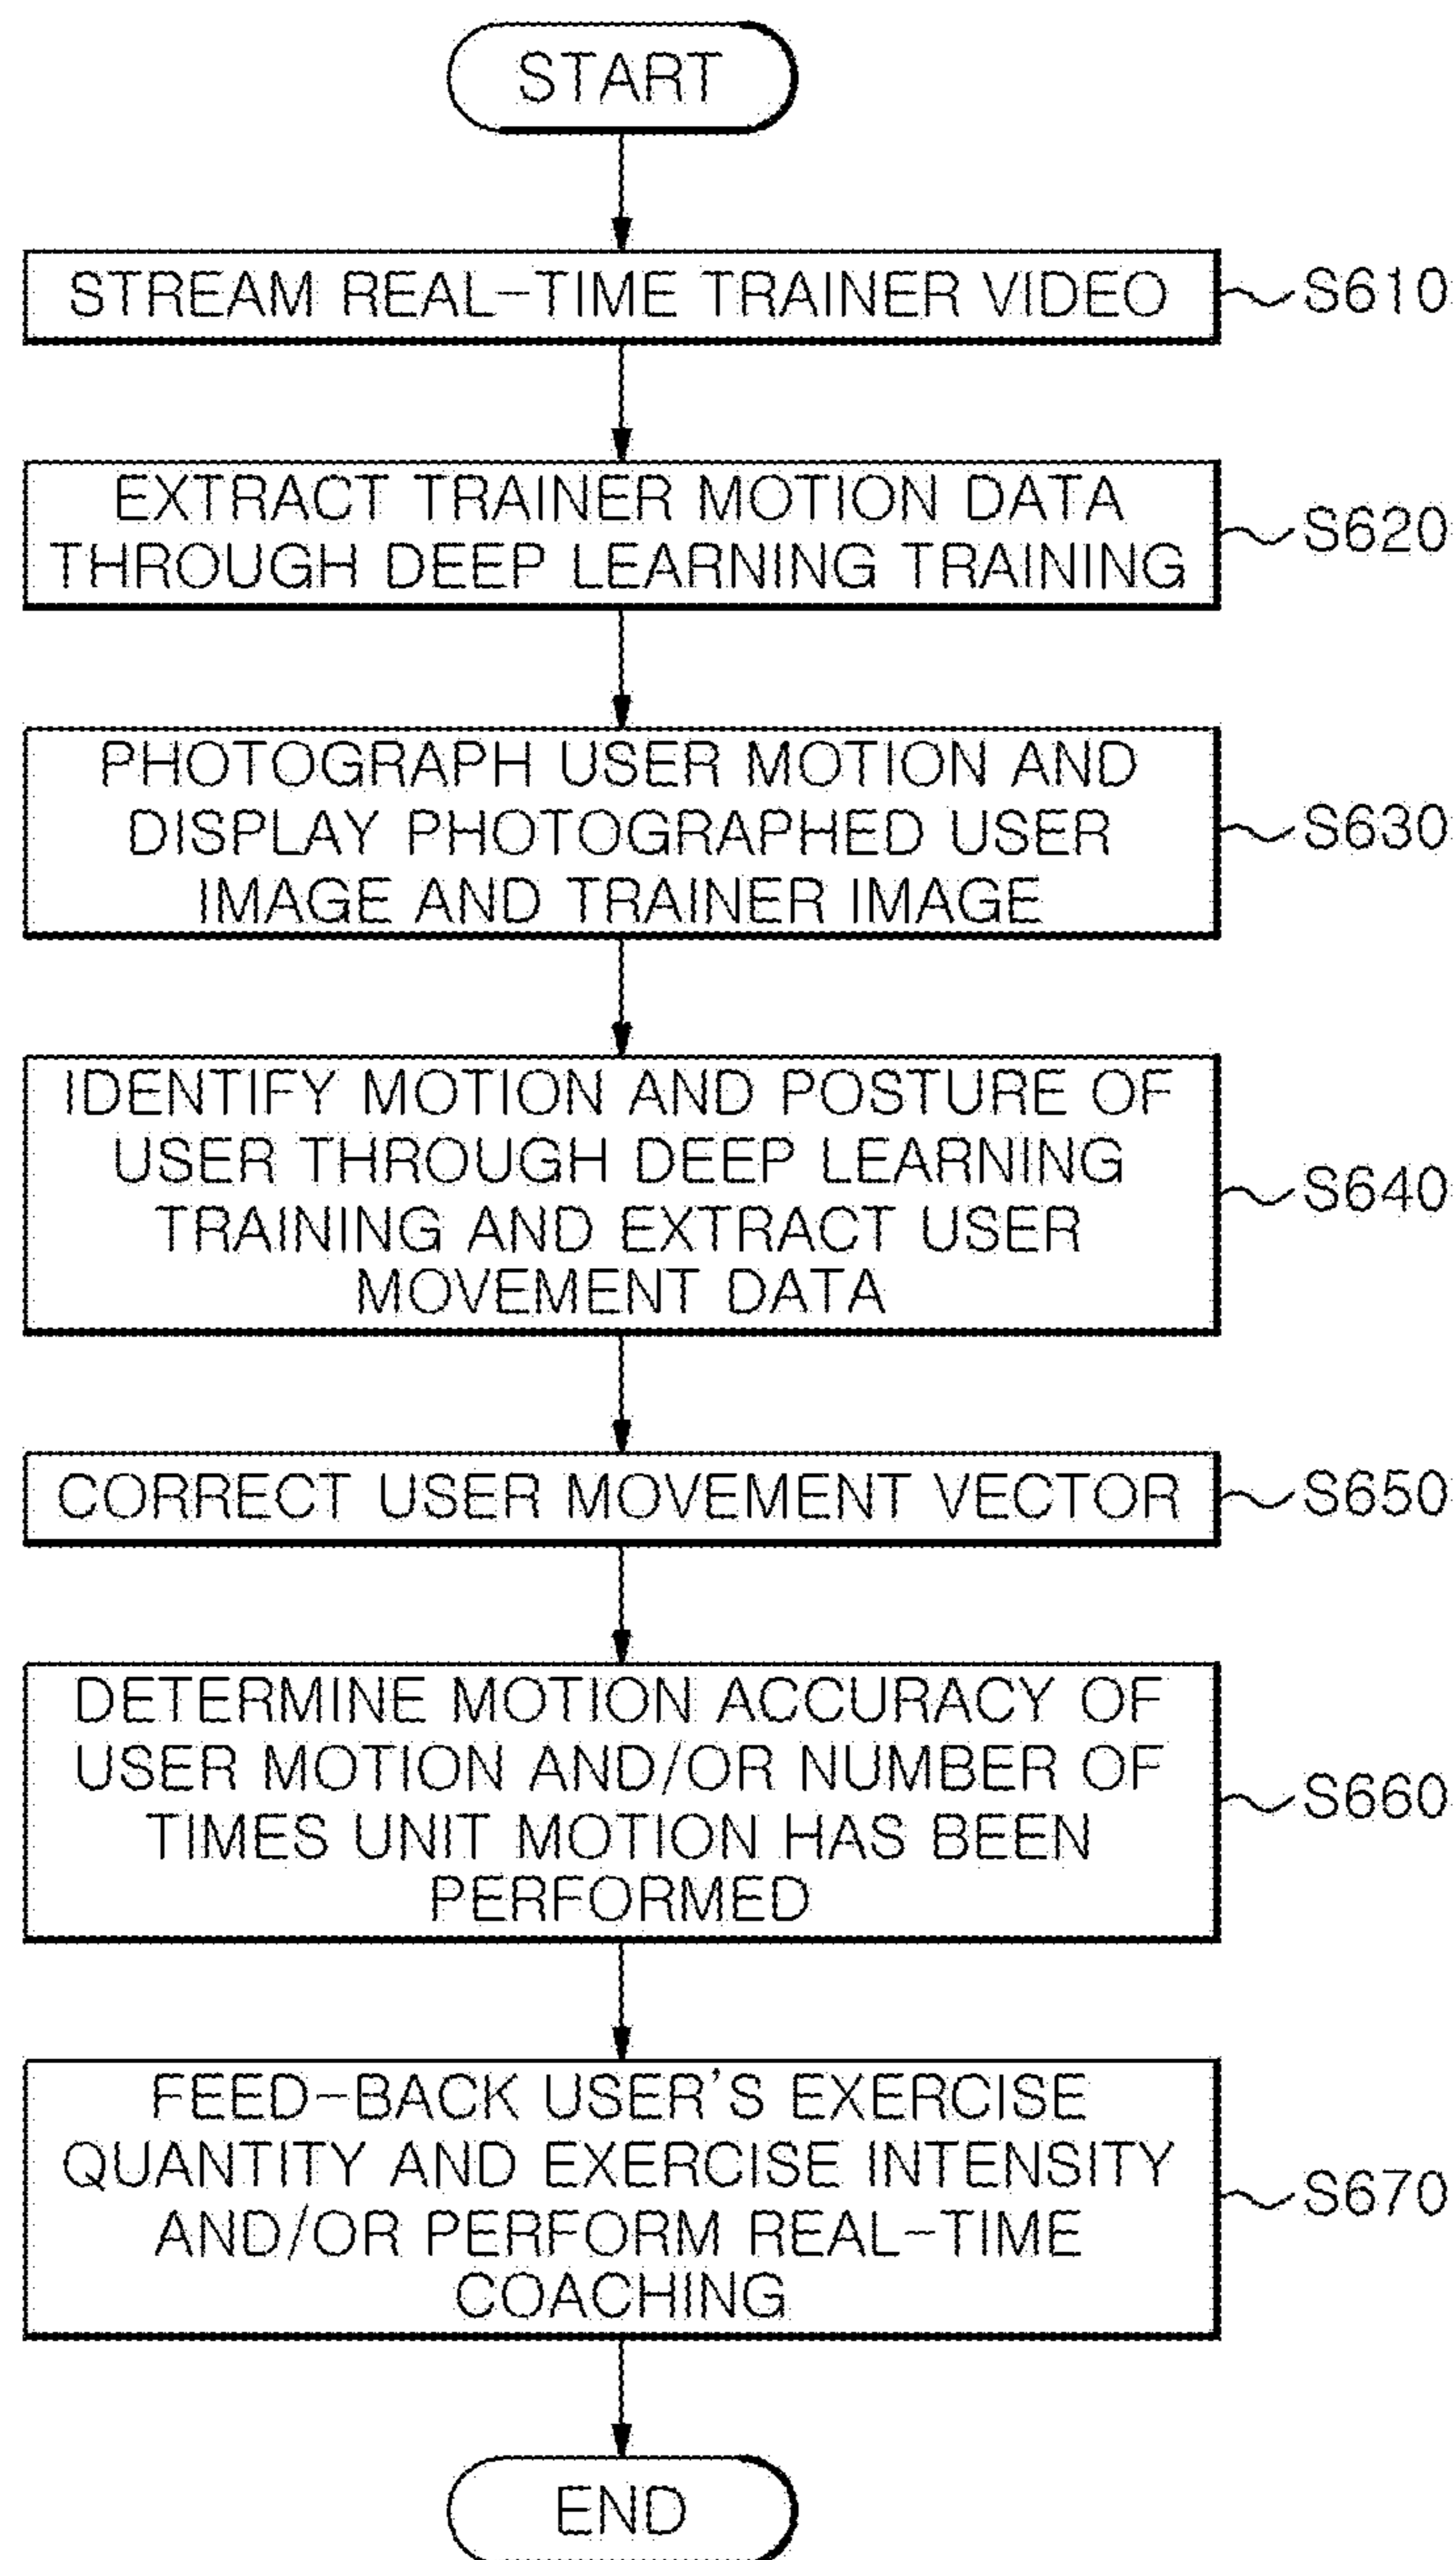 START
STREAM REAL-TIME TRAINER VIDEO
S610
EXTRACT TRAINER MOTION DATA
THROUGH DEEP LEARNING TRAINING
S620
PHOTOGRAPH USER MOTION AND
DISPLAY PHOTOGRAPHED USER
IMAGE AND TRAINER IMAGE
S630
IDENTIFY MOTION AND POSTURE OF
USER THROUGH DEEP LEARNING
TRAINING AND EXTRACT USER
MOVEMENT DATA
S640
CORRECT USER MOVEMENT VECTOR
S650
DETERMINE MOTION ACCURACY OF
USER MOTION AND/OR NUMBER OF
TIMES UNIT MOTION HAS BEEN
PERFORMED
S660
FEED-BACK USER'S EXERCISE
QUANTITY AND EXERCISE INTENSITY
AND/OR PERFORM REAL-TIME
COACHING
S670
END